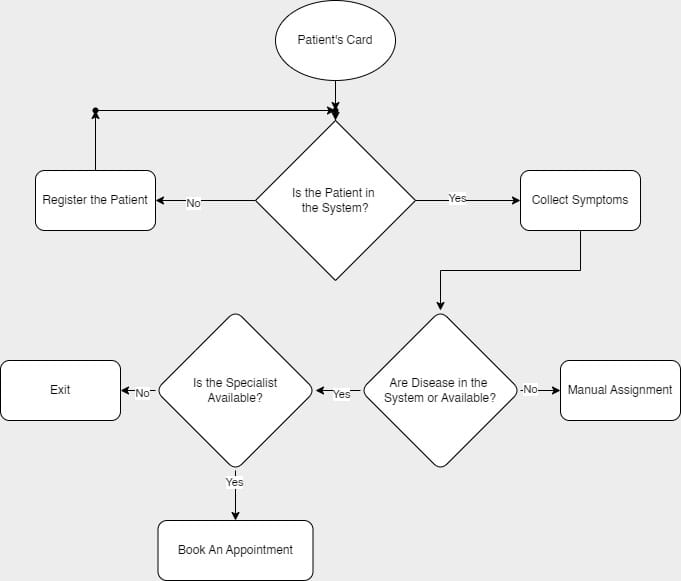 Patient's Card
Is the Patient in
the System?
Register the Patient
No
Yes
Collect Symptoms
Is the Specialist
Available?
Are Disease in the
System or Available?
Exit
No
Yes
No
Manual Assignment
Yes
Book An Appointment